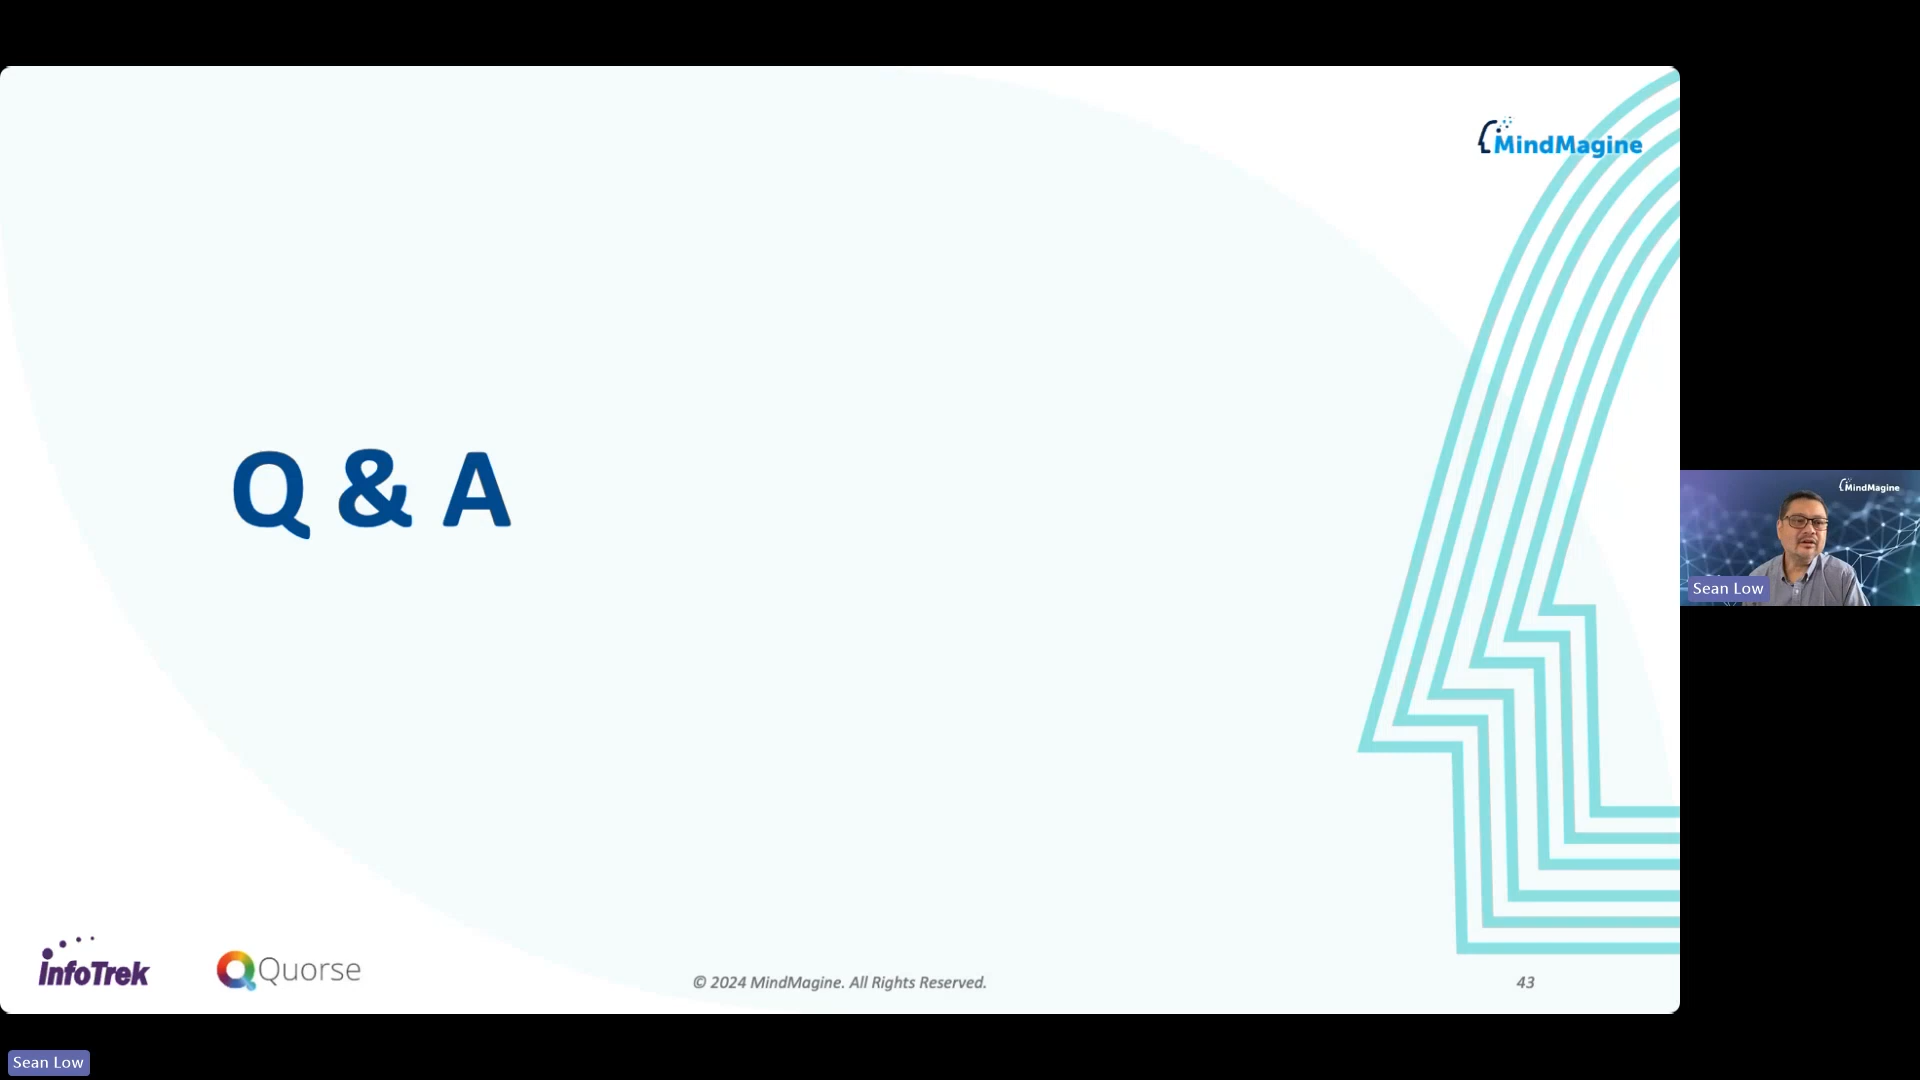 MindMagine
Q & A
MindMagine
Sean Low
infoTrek
Quorse
© 2024 MindMagine. All Rights Reserved.
43
Sean Low